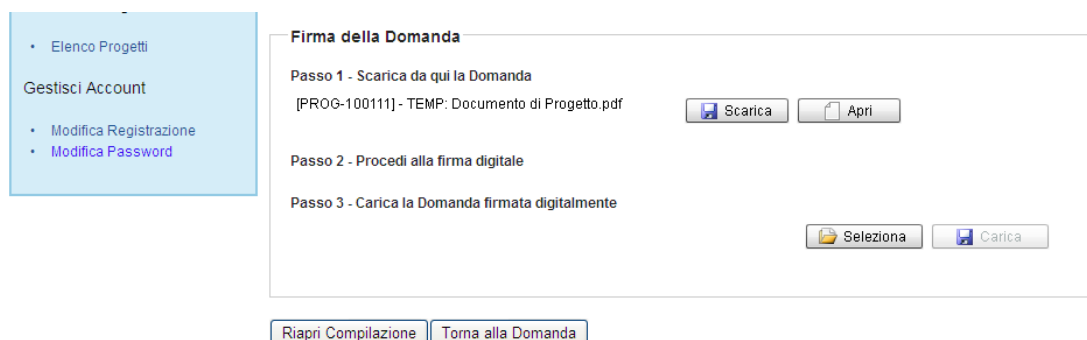 Elenco Progetti
Gestisci Account
Modifica Registrazione
Modifica Password
Firma della Domanda
Passo 1 - Scarica da qui la Domanda
[PROG-100111] - TEMP: Documento di Progetto.pdf
Scarica
Apri
Passo 2 - Procedi alla firma digitale
Passo 3 - Carica la Domanda firmata digitalmente
Seleziona
Carica
Riapri Compilazione
Torna alla Domanda